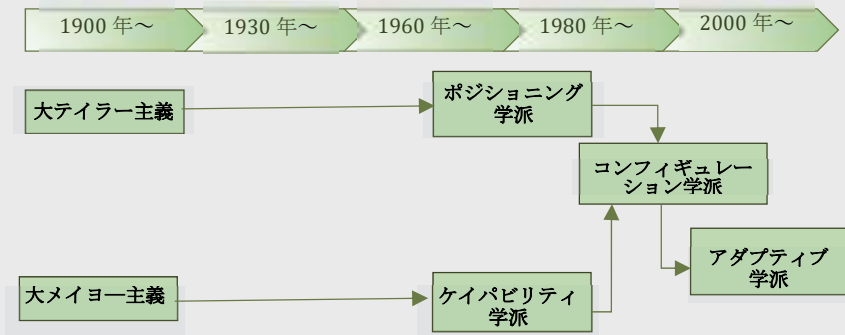 1900 年～ 1930 年～ 1960 年～ 1980 年～ 2000 年～
大テイラー主義
ポジショニング
学派
コンフィギュレー
ション学派
アダプティブ
学派
大メイヨー主義
ケイパビリティ
学派